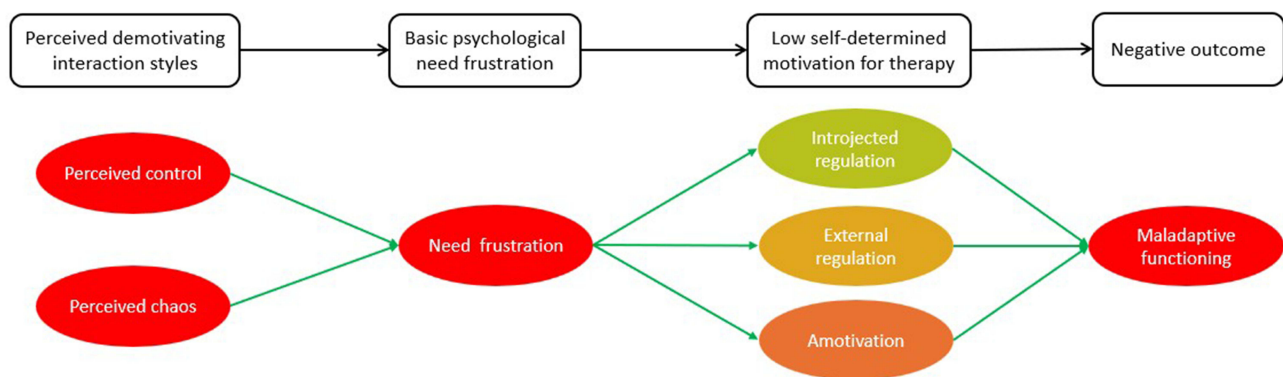 Perceived demotivating
interaction styles
Basic psychological
need frustration
Low self-determined
motivation for therapy
Negative outcome
Perceived control
Perceived chaos
Need frustration
Introjected
regulation
External
regulation
Amotivation
Maladaptive
functioning